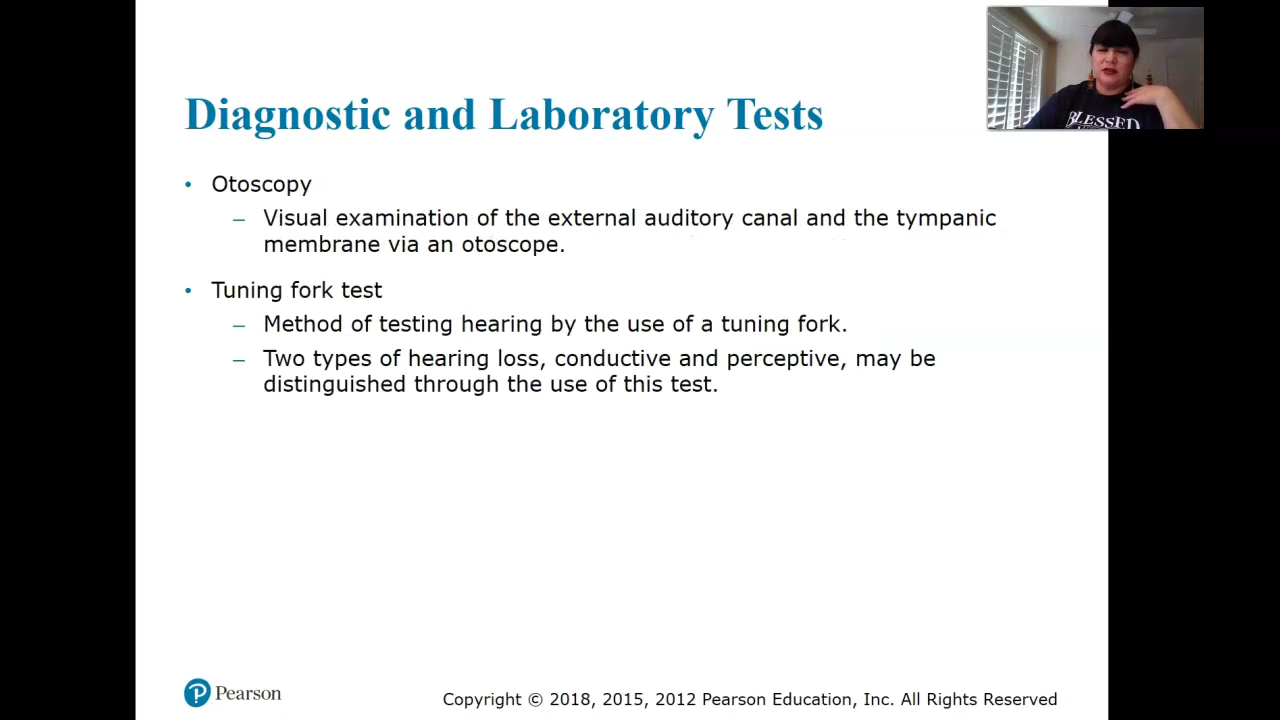 Diagnostic and Laboratory Tests
• Otoscopy
– Visual examination of the external auditory canal and the tympanic
membrane via an otoscope.
• Tuning fork test
– Method of testing hearing by the use of a tuning fork.
– Two types of hearing loss, conductive and perceptive, may be
distinguished through the use of this test.
BLESSED
P Pearson
Copyright © 2018, 2015, 2012 Pearson Education, Inc. All Rights Reserved